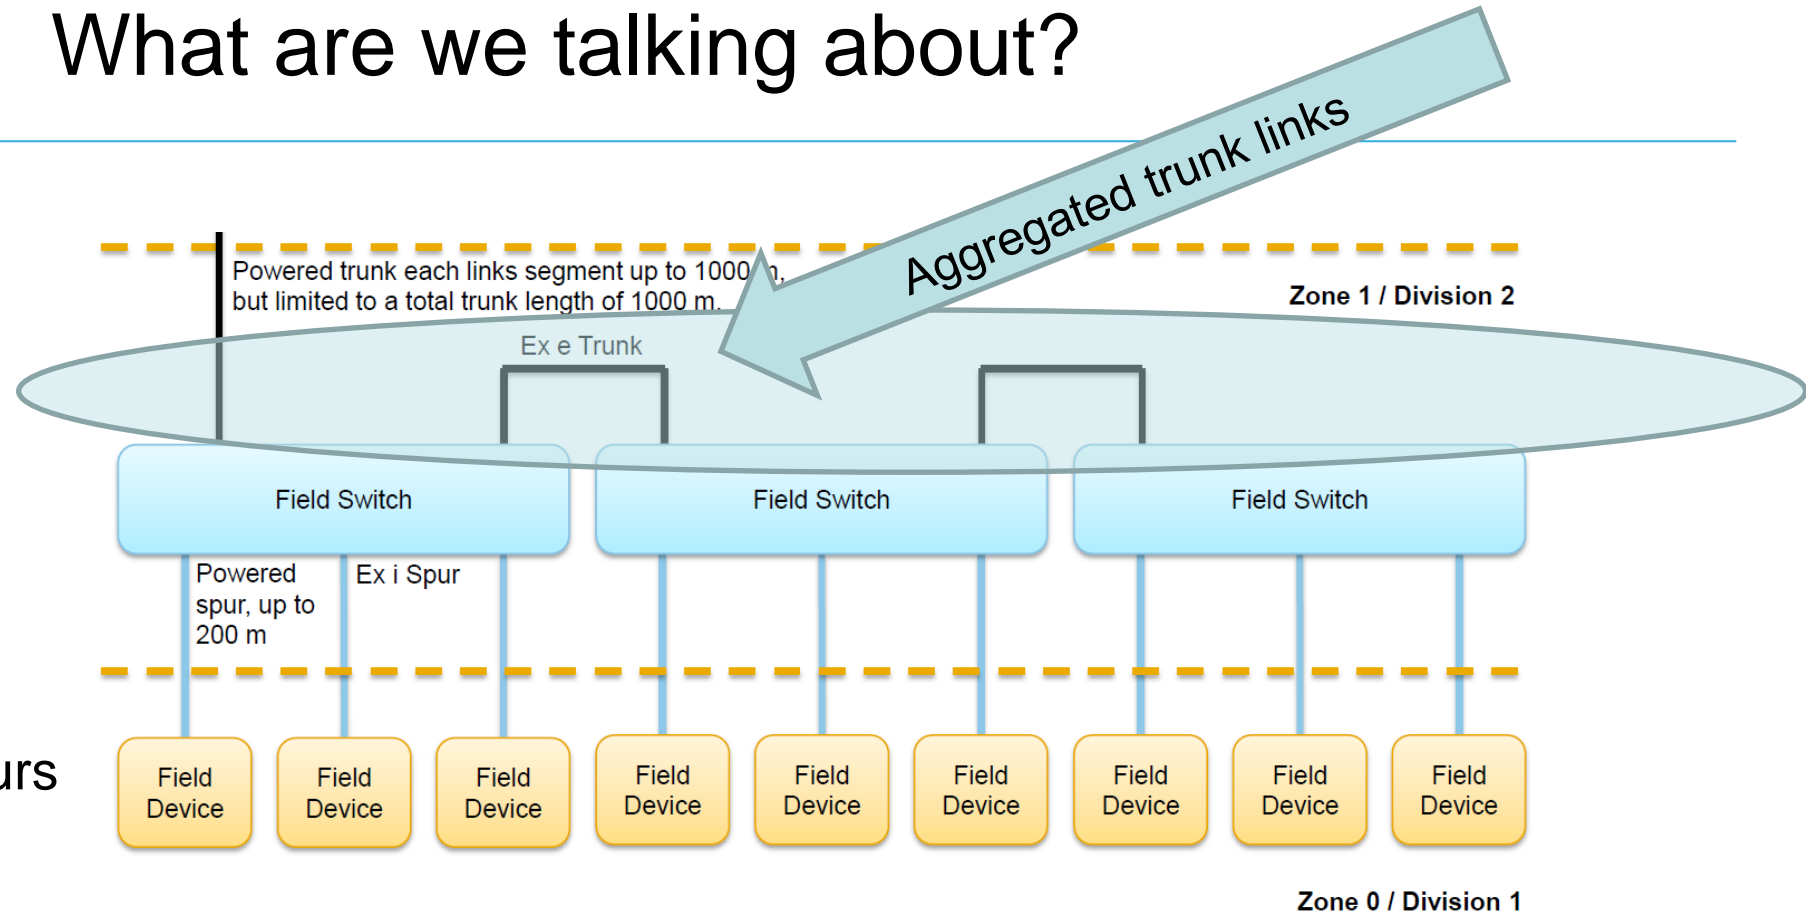 What are we talking about?
Aggregated trunk links
Powered trunk each links segment up to 1000 m,
but limited to a total trunk length of 1000 m.
Zone 1 / Division 2
Ex e Trunk
Field Switch
Field Switch
Field Switch
Powered
spur, up to
200 m
Ex i Spur
urs
Field
Device
Field
Device
Field
Device
Field
Device
Field
Device
Field
Device
Field
Device
Field
Device
Field
Device
Zone 0 / Division 1